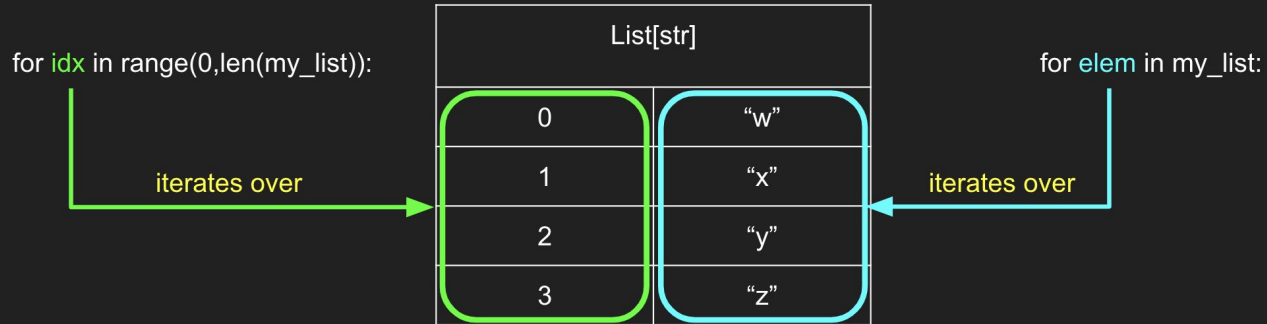 List[str]
for idx in range(0,len(my_list)):
for elem in my_list:
0 “w”
iterates over
1 “x”
iterates over
2 “y”
3 “z”